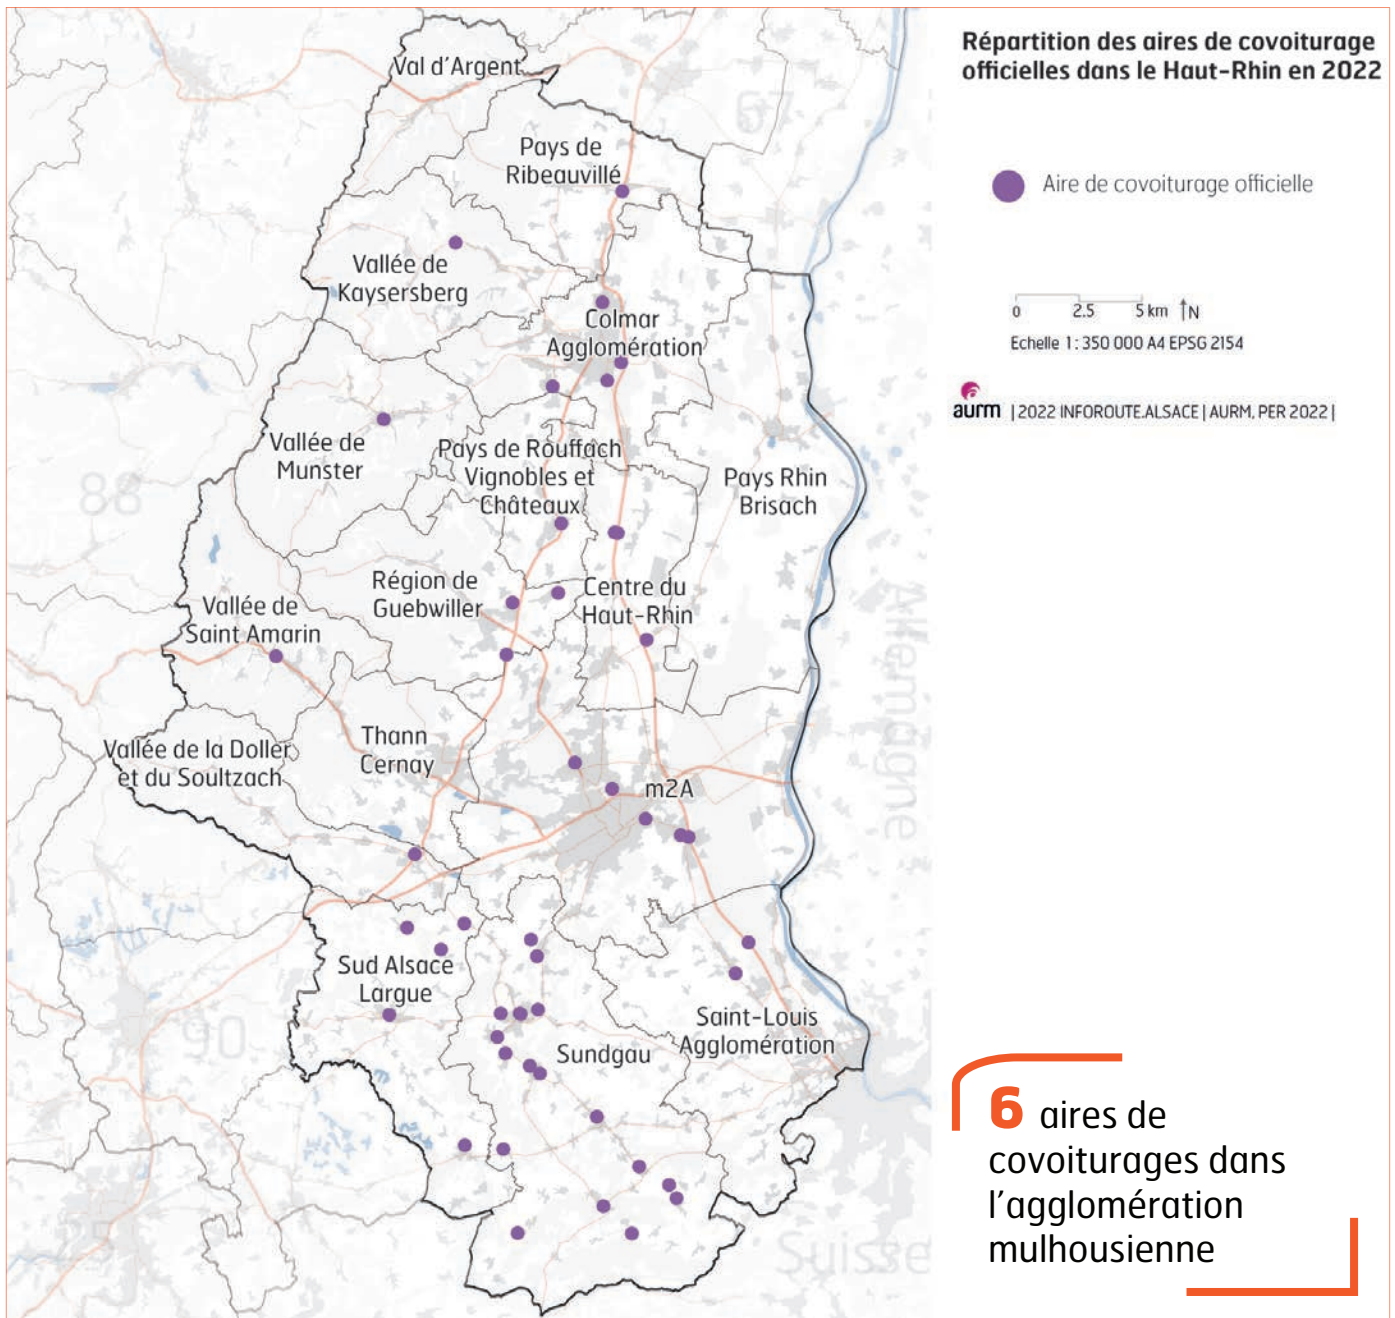 Répartition des aires de covoiturage
officielles dans le Haut-Rhin en 2022
Aire de covoiturage officielle
0 2.5 5 km N
Echelle 1 : 350 000 A4 EPSG 2154
aurm | 2022 INFOROUTE.ALSACE | AURM, PER 2022 |
Val d'Argent
67
Pays de
Ribeauvillé
Vallée de
Kaysersberg
Colmar
Agglomération
Vallée de
Munster
88
Pays de Rouffach
Vignobles et
Châteaux
Pays Rhin
Brisach
Région de
Guebwiller
Centre du
Haut-Rhin
Vallée de
Saint Amarin
Allemagne
Vallée de la Doller
et du Soultzach
Thann
Cernay
m2A
Sud Alsace
Largue
90
Sundgau
Saint-Louis
Agglomération
25
Suisse
6 aires de
covoiturages dans
l'agglomération
mulhousienne